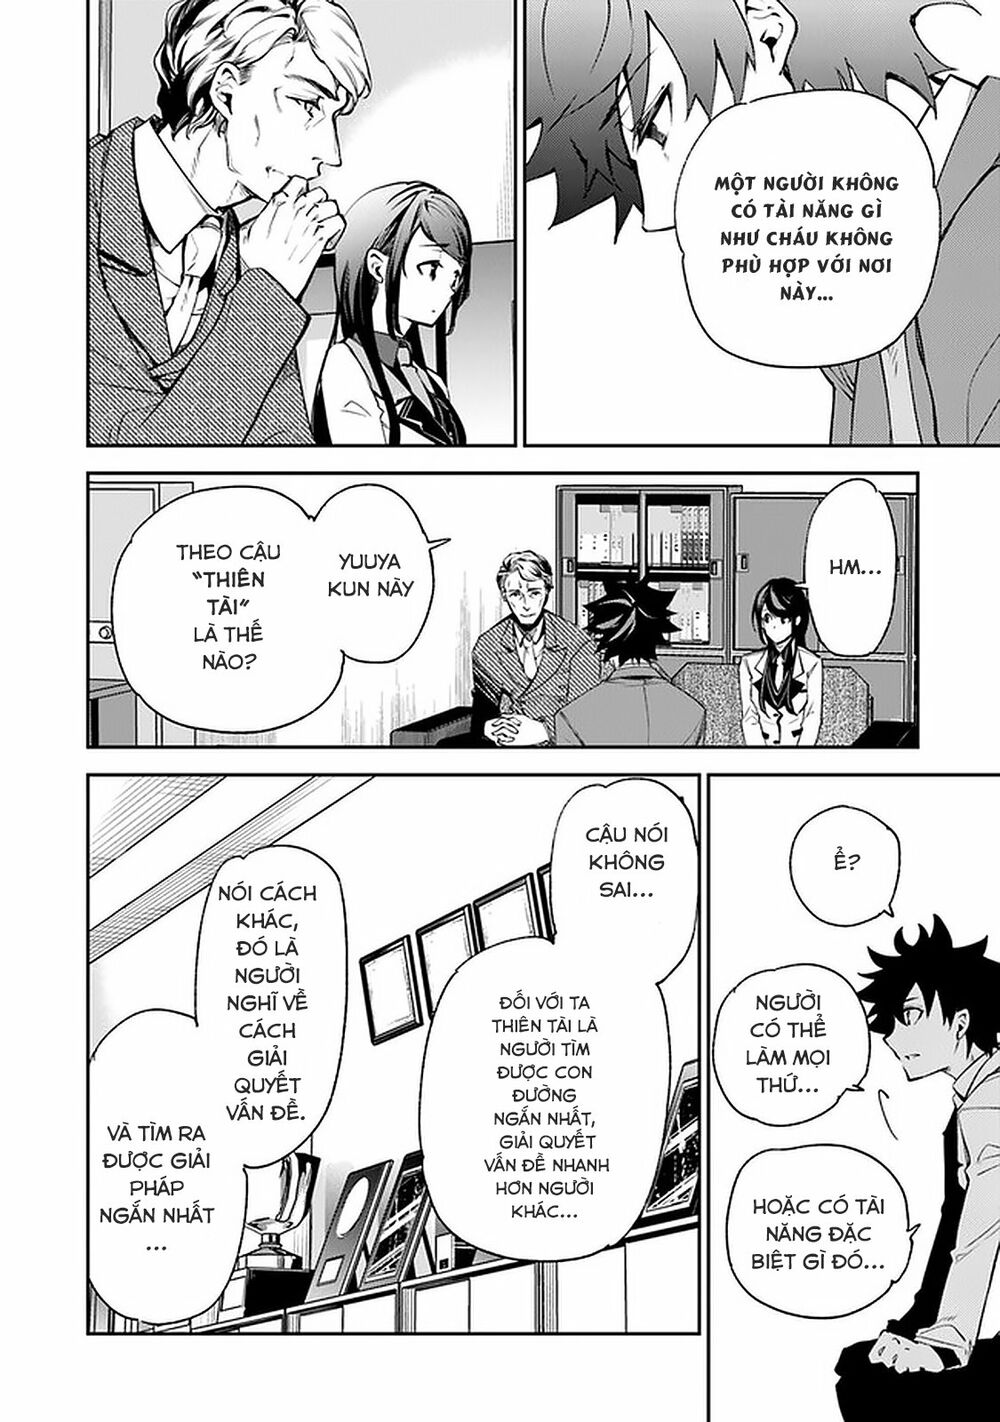 MỘT NGƯỜI KHÔNG
CÓ TÀI NĂNG GÌ
NHƯ CHÁU KHÔNG
PHÙ HỢP VỚI NƠI
NÀY...
HM...
YUUYA
KUN NÀY
THEO CẬU
"THIÊN
TÀI"
LÀ THẾ
NÀO?
Ể?
NGƯỜI
CÓ THỂ
LÀM MỌI
THỨ...
HOẶC CÓ TÀI
NĂNG ĐẶC
BIỆT GÌ ĐÓ...
CẬU NÓI
KHÔNG
SAI...
ĐỐI VỚI TA
THIÊN TÀI LÀ
NGƯỜI TÌM
ĐƯỢC CON
ĐƯỜNG
NGẮN NHẤT,
GIẢI QUYẾT
VẤN ĐỀ NHANH
HƠN NGƯỜI
KHÁC...
NÓI CÁCH
KHÁC,
ĐÓ LÀ
NGƯỜI
NGHĨ VỀ
CÁCH
GIẢI
QUYẾT
VẤN ĐỀ.
VÀ TÌM RA
ĐƯỢC GIẢI
PHÁP
NGẮN NHẤT
...